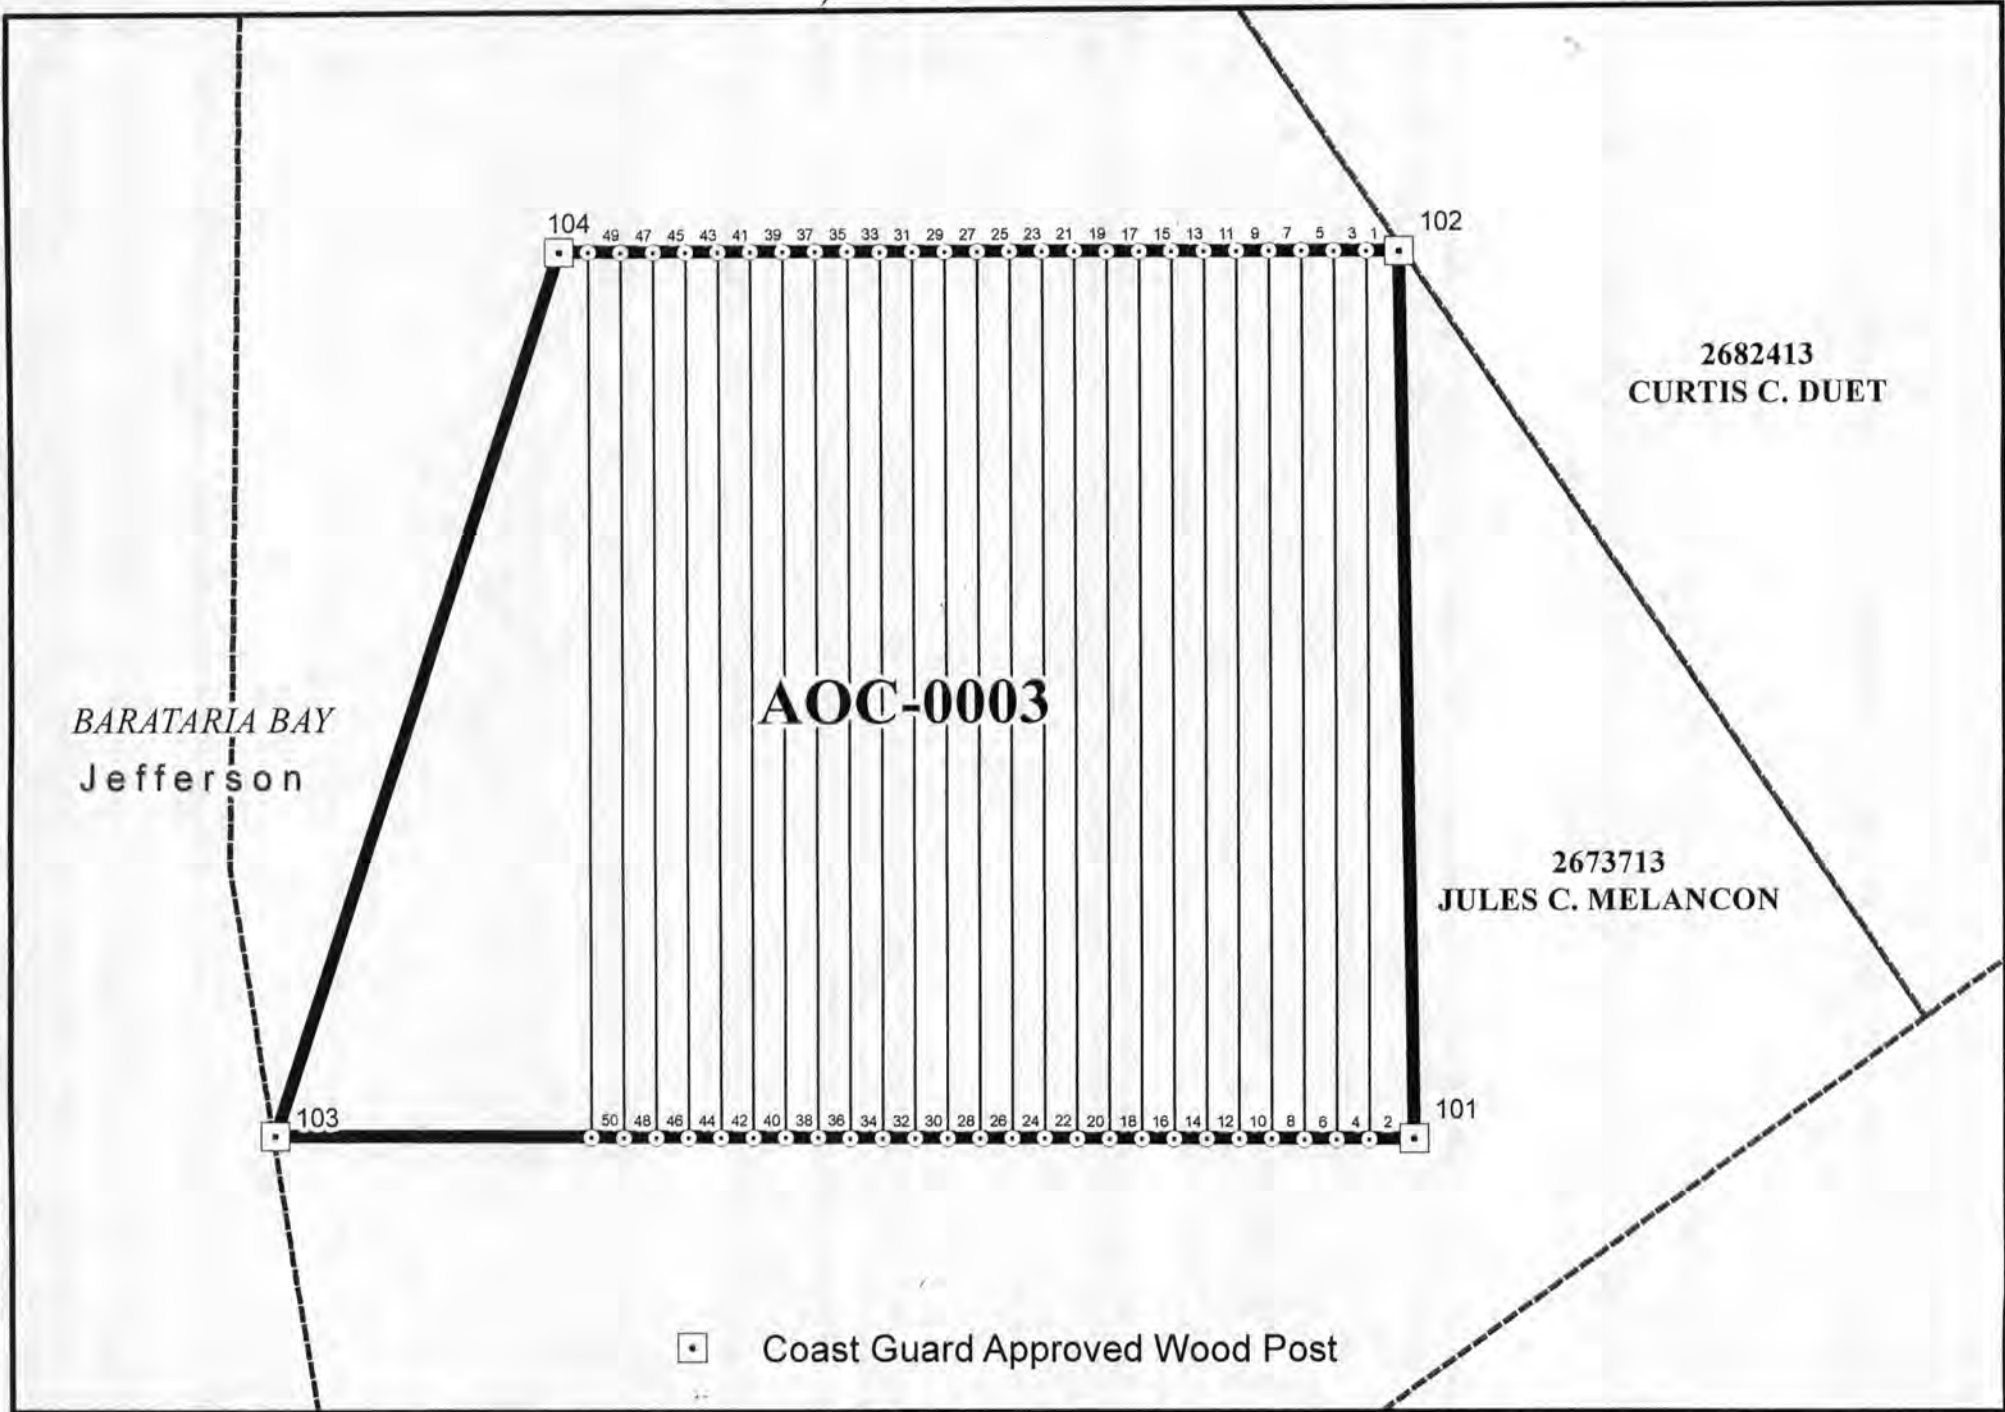 104 49 47 45 43 41 39 37 35 33 31 29 27 25 23 21 19 17 15 13 11 9 7 5 3 1 102
2682413
CURTIS C. DUET
AOC-0003
BARATARIA BAY
Jefferson
2673713
JULES C. MELANCON
103 50 48 46 44 42 40 38 36 34 32 30 28 26 24 22 20 18 16 14 12 10 8 6 4 2 101
Coast Guard Approved Wood Post